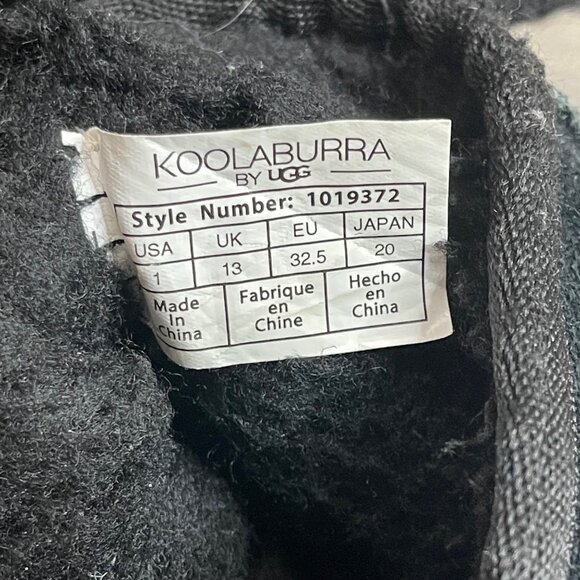 KOOLABURRA
BY UGG
Style Number: 1019372
USA UK EU JAPAN
1 13 32.5 20
Made Fabrique Hecho
In en en
China Chine China